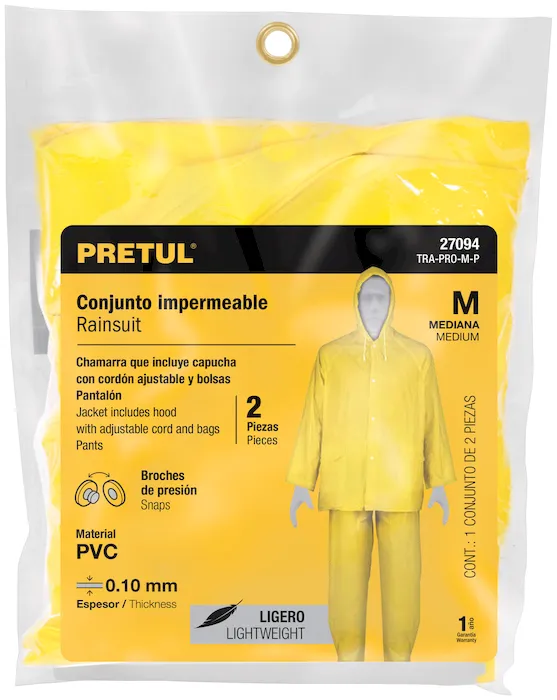 PRETUL®
27094
TRA-PRO-M-P
Conjunto impermeable
Rainsuit
M
MEDIANA
MEDIUM
Chamarra que incluye capucha
con cordón ajustable y bolsas
Pantalón
Jacket includes hood
with adjustable cord and bags
Pants
2
Piezas
Pieces
Broches
de presión
Snaps
Material
PVC
0.10 mm
Espesor / Thickness
LIGERO
LIGHTWEIGHT
CONT.: 1 CONJUNTO DE 2 PIEZAS
1 año
Garantía
Warranty